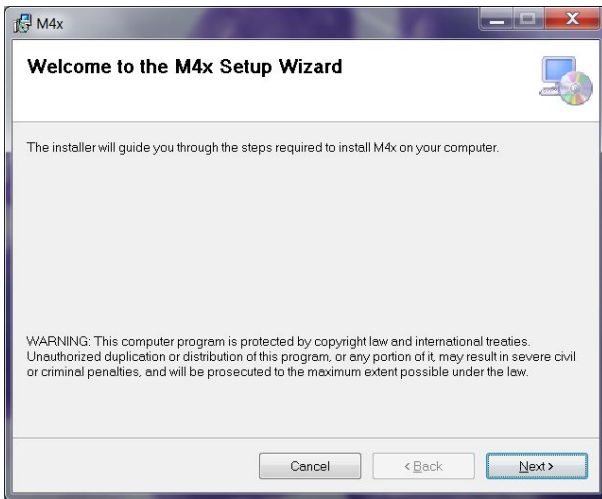 M4x
Welcome to the M4x Setup Wizard
The installer will guide you through the steps required to install M4x on your computer.
WARNING: This computer program is protected by copyright law and international treaties.
Unauthorized duplication or distribution of this program, or any portion of it, may result in severe civil
or criminal penalties, and will be prosecuted to the maximum extent possible under the law.
Cancel
< Back
Next >